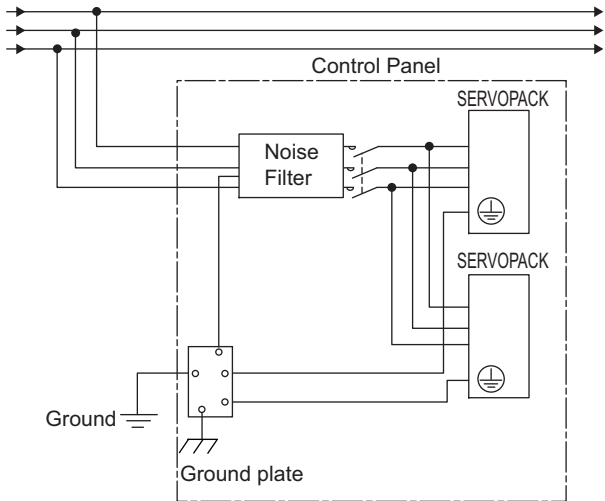 Control Panel
SERVOPACK
Noise
Filter
SERVOPACK
Ground
Ground plate